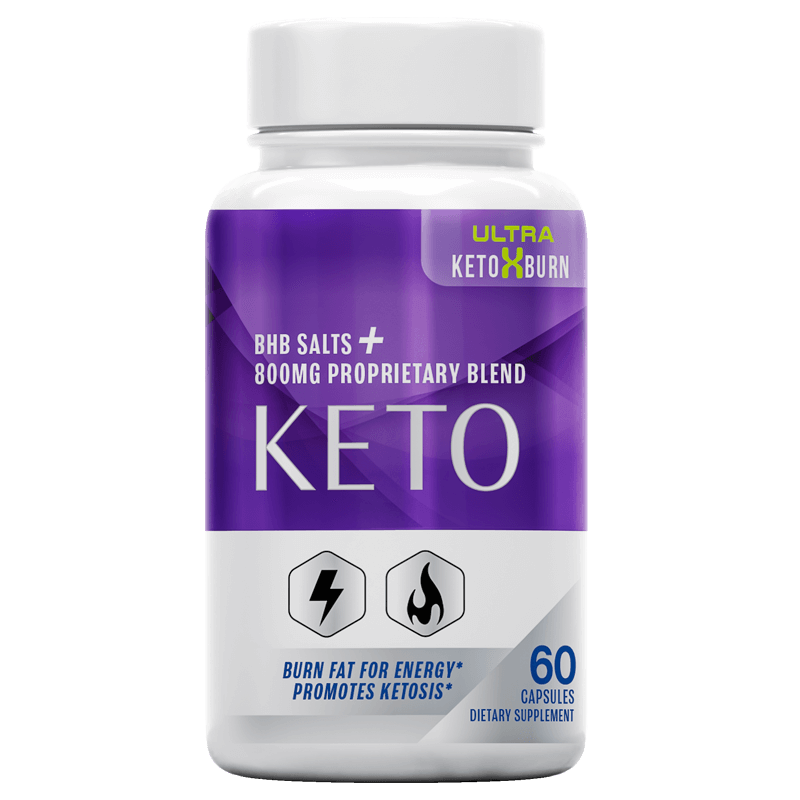 ULTRA
KETO X BURN
BHB SALTS +
800MG PROPRIETARY BLEND
KETO
BURN FAT FOR ENERGY*
PROMOTES KETOSIS*
60
CAPSULES
DIETARY SUPPLEMENT